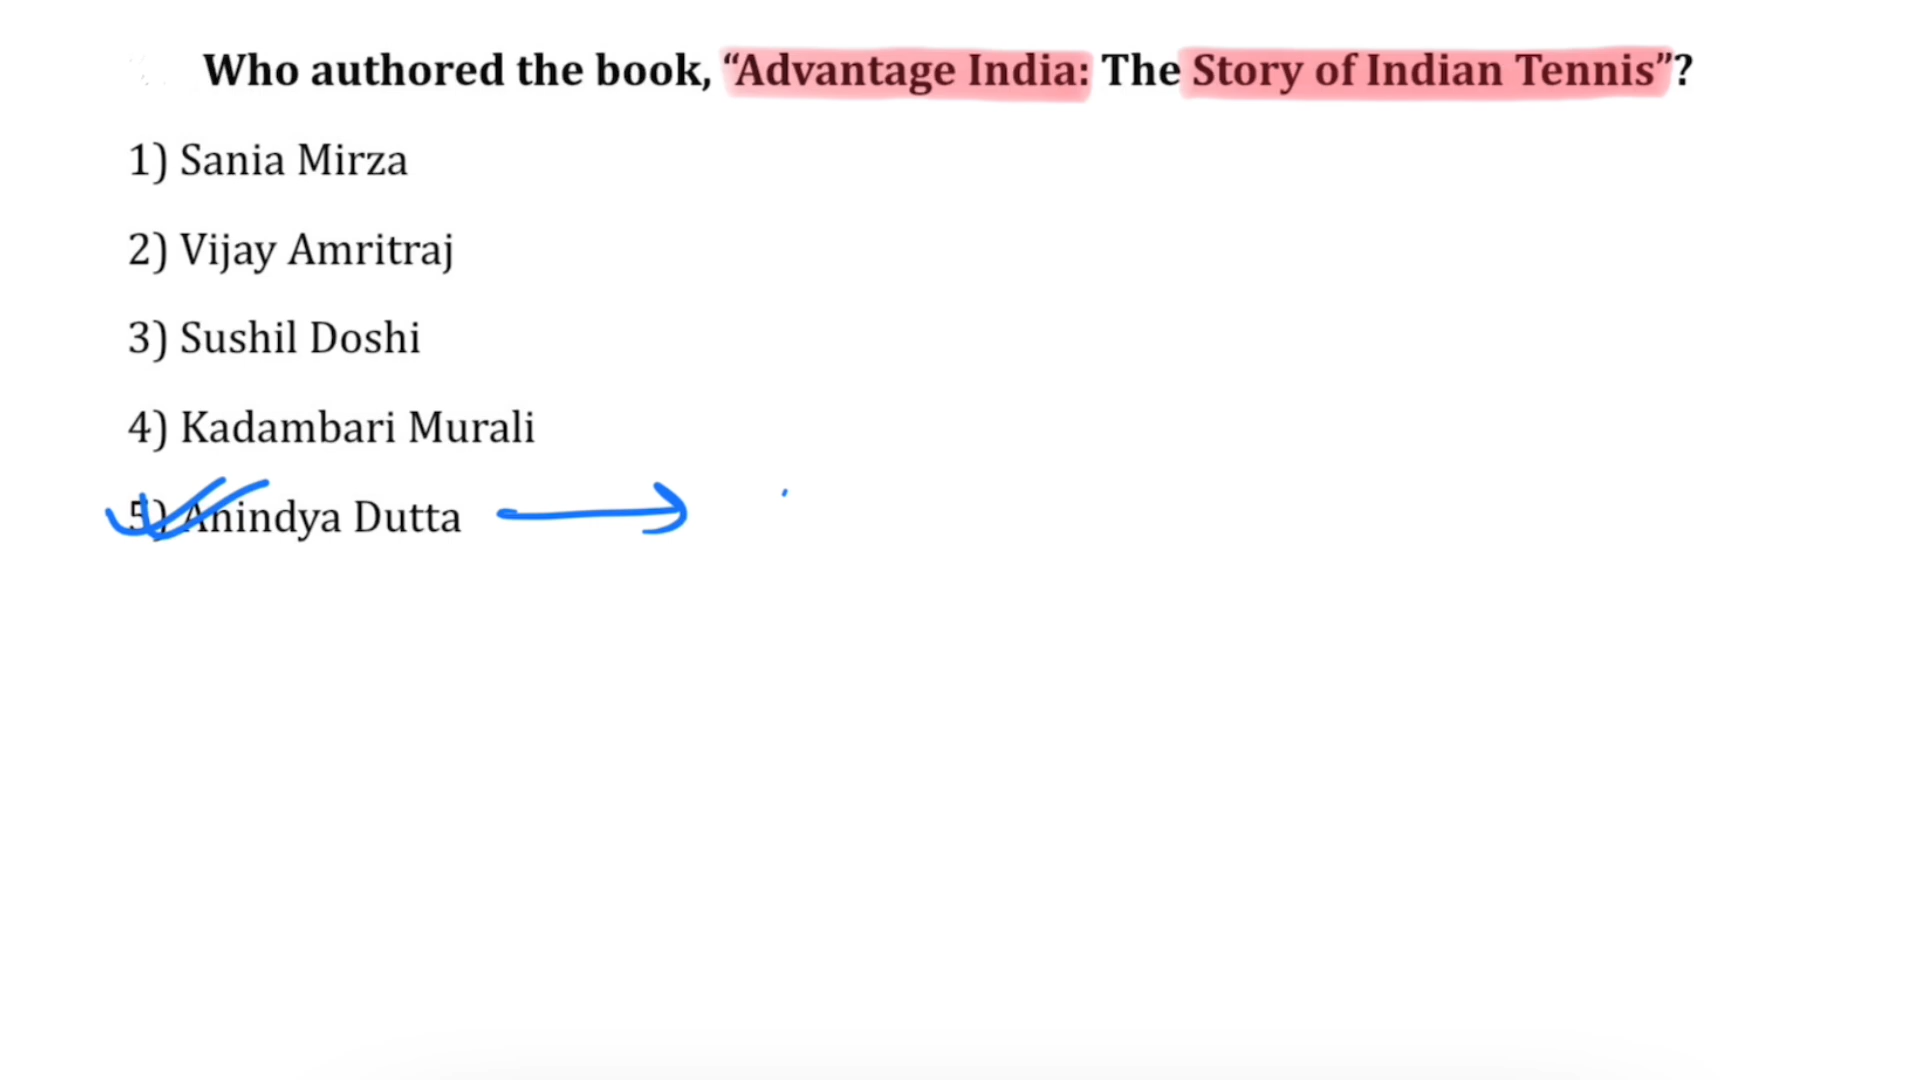 Who authored the book, “Advantage India: The Story of Indian Tennis”?
1) Sania Mirza
2) Vijay Amritraj
3) Sushil Doshi
4) Kadambari Murali
5) Anindya Dutta